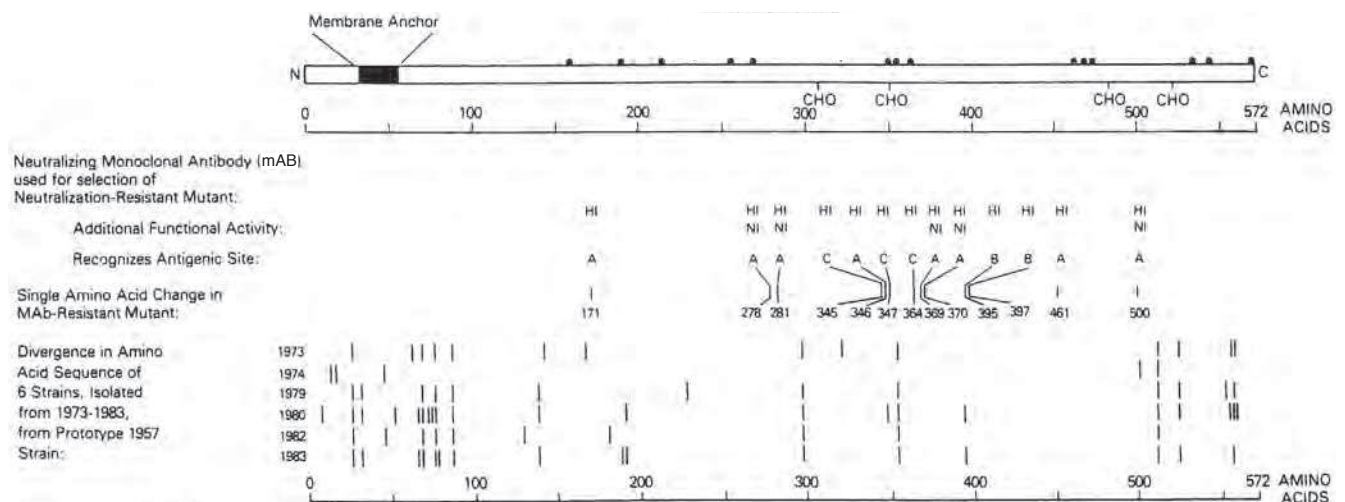 Membrane Anchor
N C
CHO CHO CHO CHO
0 100 200 300 400 500 572 AMINO
ACIDS
Neutralizing Monoclonal Antibody (mAB)
used for selection of
Neutralization-Resistant Mutant:
HI HI HI HI HI HI HI HI HI HI HI HI HI
Additional Functional Activity: NI NI NI NI NI
Recognizes Antigenic Site: A A A C A C C A A B B A A
Single Amino Acid Change in
MAb-Resistant Mutant: 171 278 281 345 346 347 364 369 370 395 397 461 500
Divergence in Amino 1973
Acid Sequence of 1974
6 Strains, Isolated 1979
from 1973-1983, 1980
from Prototype 1957 1982
Strain: 1983
0 100 200 300 400 500 572 AMINO
ACIDS